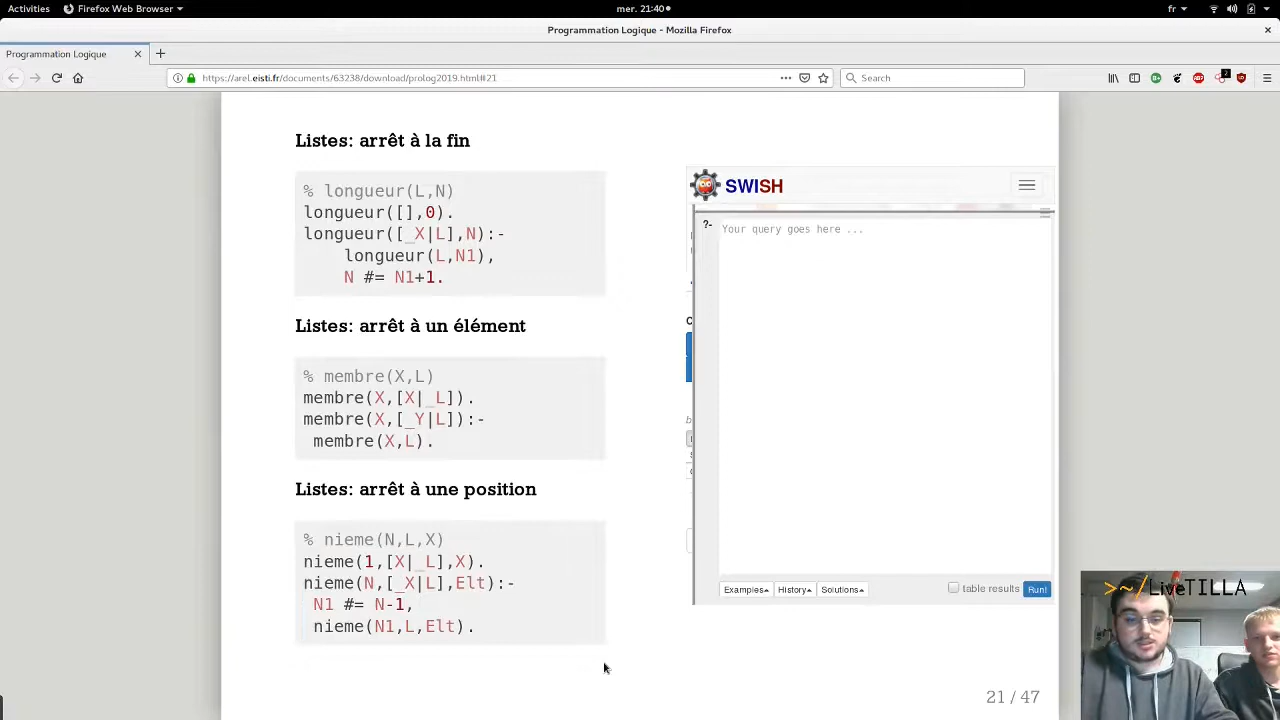 Activities
Firefox Web Browser
mer. 21:40
fr
Programmation Logique - Mozilla Firefox
Programmation Logique
https://arel.eisti.fr/documents/63238/download/prolog2019.html#21
Search
2
Listes: arrêt à la fin
% longueur(L,N)
longueur([],0).
longueur([_X|L],N):-
longueur(L,N1),
N #= N1+1.
Listes: arrêt à un élément
% membre(X,L)
membre(X,[X|_L]).
membre(X,[_Y|L]):-
membre(X,L).
Listes: arrêt à une position
% nieme(N,L,X)
nieme(1,[X|_L],X).
nieme(N,[_X|L],Elt):-
N1 #= N-1,
nieme(N1,L,Elt).
SWISH
?-
Your query goes here ...
Examples
History
Solutions
table results
Run!
21 / 47
>~/LiveTILLA